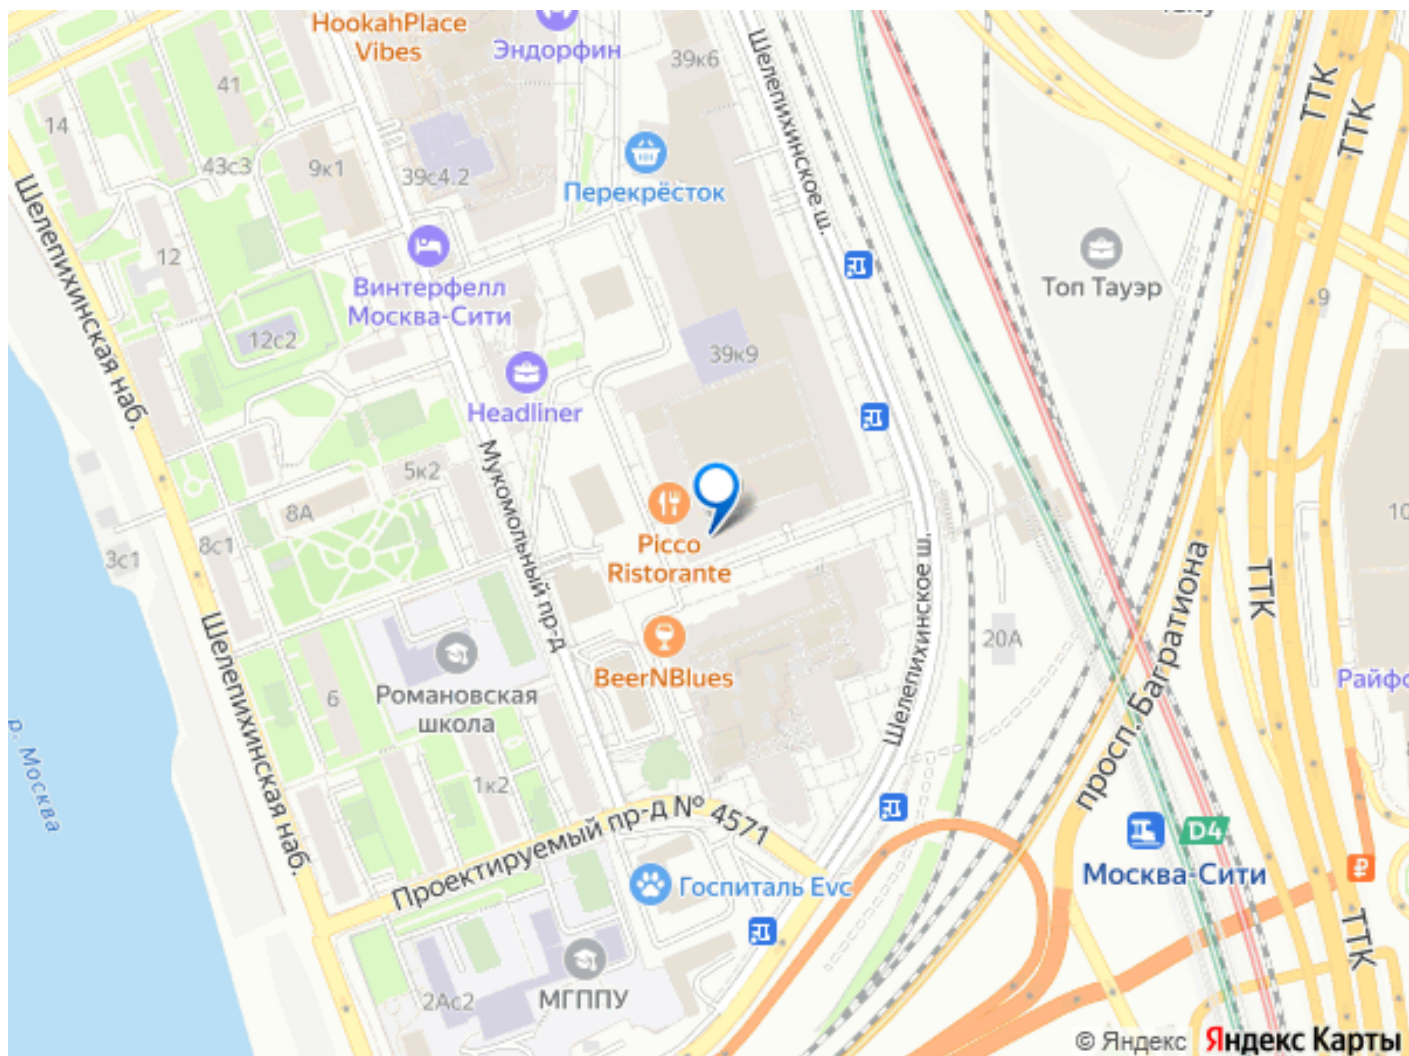 HookahPlace
Vibes
Эндорфин
39к6
41
14
43с3
9к1
39с4.2
Перекрёсток
Шелепихинское ш.
ТТК
ТТК
Шелепихинская наб.
12
Винтерфелл
Москва-Сити
12с2
Топ Тауэр
9
39к9
Headliner
Мукомольный пр-д
5к2
8А
8с1
3с1
Picco
Ristorante
10
Шелепихинское ш.
просп. Багратиона
ТТК
20А
BeerNBlues
Романовская
школа
6
Шелепихинская наб.
р. Москва
Райфо
1к2
Проектируемый пр-д № 4571
D4
Москва-Сити
₽
Госпиталь Evc
ТТК
МГППУ
2Ас2
© Яндекс Яндекс Карты